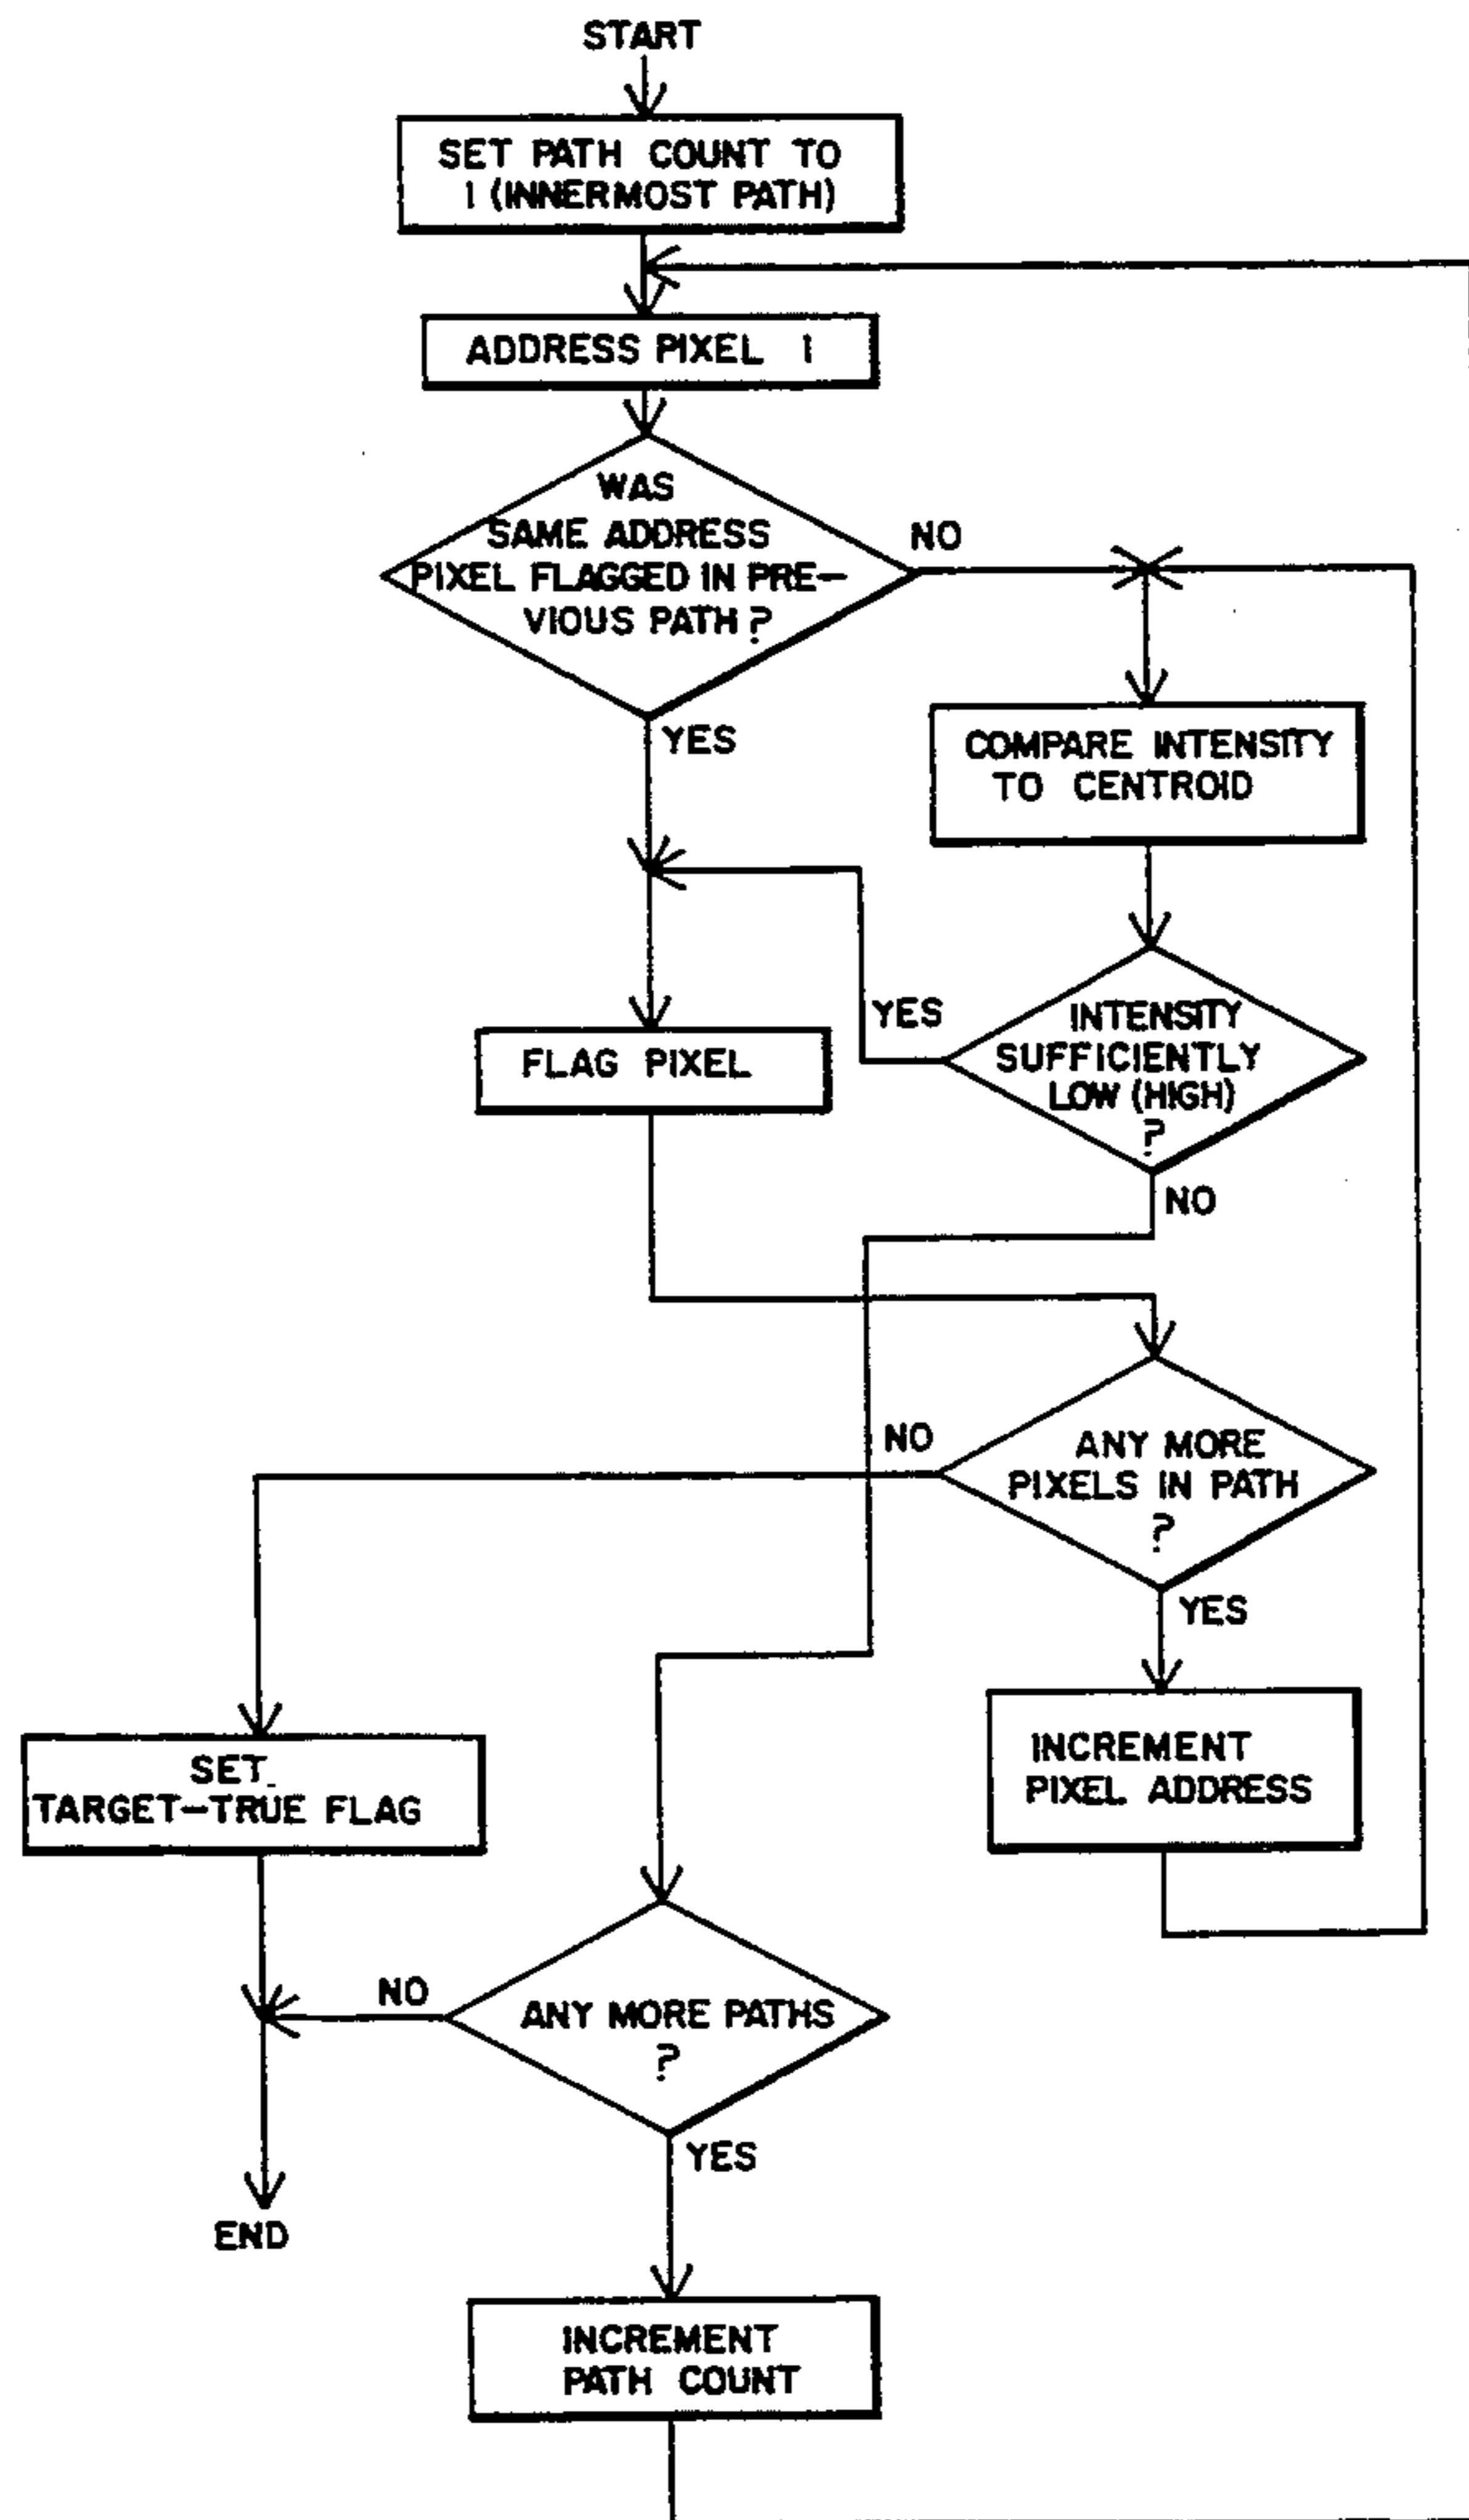 START
SET PATH COUNT TO
1 (INNERMOST PATH)
ADDRESS PIXEL 1
WAS
SAME ADDRESS
PIXEL FLAGGED IN PRE-
VIOUS PATH?
NO
YES
COMPARE INTENSITY
TO CENTROID
YES
INTENSITY
SUFFICIENTLY
LOW (HIGH)
?
FLAG PIXEL
NO
NO
ANY MORE
PIXELS IN PATH
?
YES
SET
TARGET-TRUE FLAG
INCREMENT
PIXEL ADDRESS
NO
ANY MORE PATHS
?
YES
END
INCREMENT
PATH COUNT